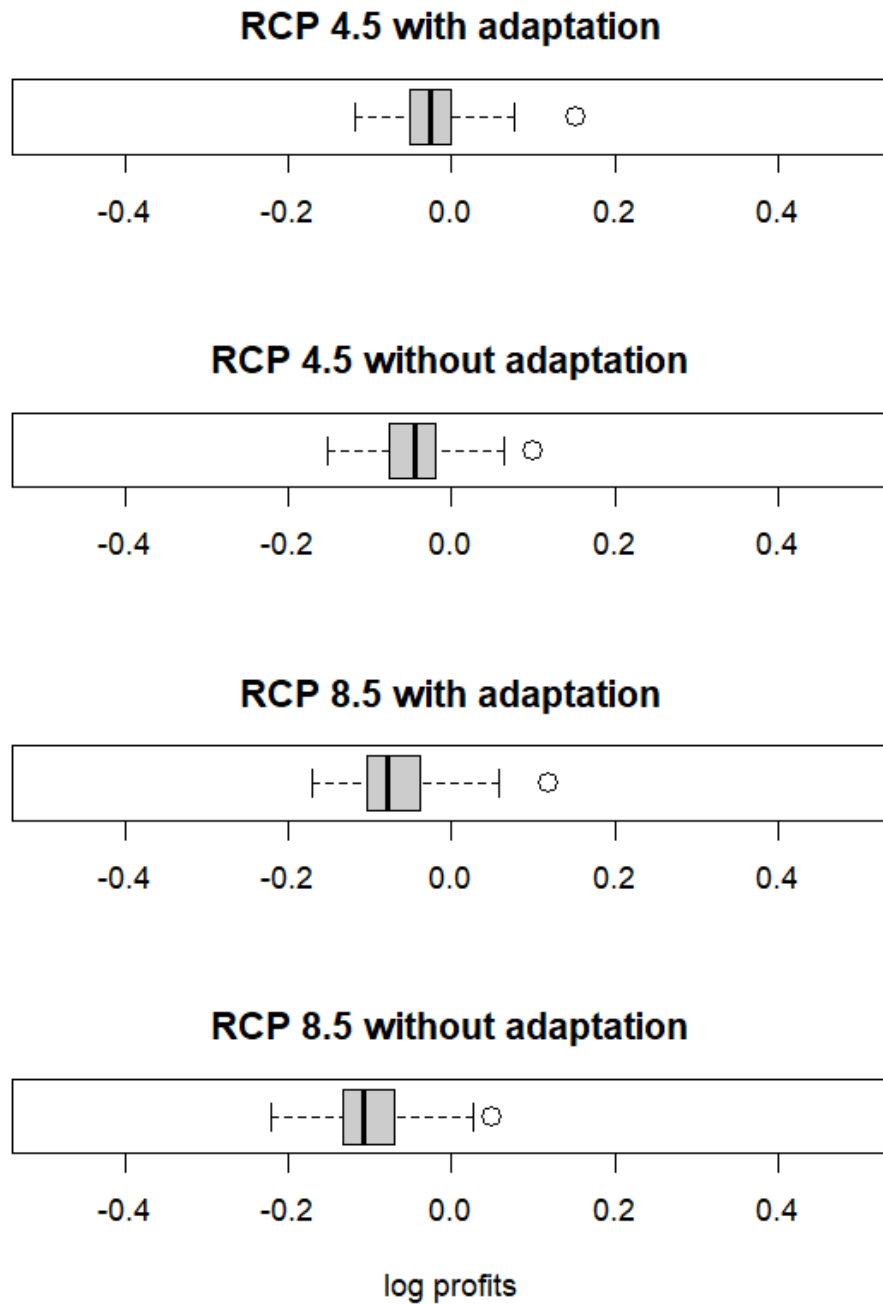 RCP 4.5 with adaptation
-0.4 -0.2 0.0 0.2 0.4
RCP 4.5 without adaptation
-0.4 -0.2 0.0 0.2 0.4
RCP 8.5 with adaptation
-0.4 -0.2 0.0 0.2 0.4
RCP 8.5 without adaptation
-0.4 -0.2 0.0 0.2 0.4
log profits